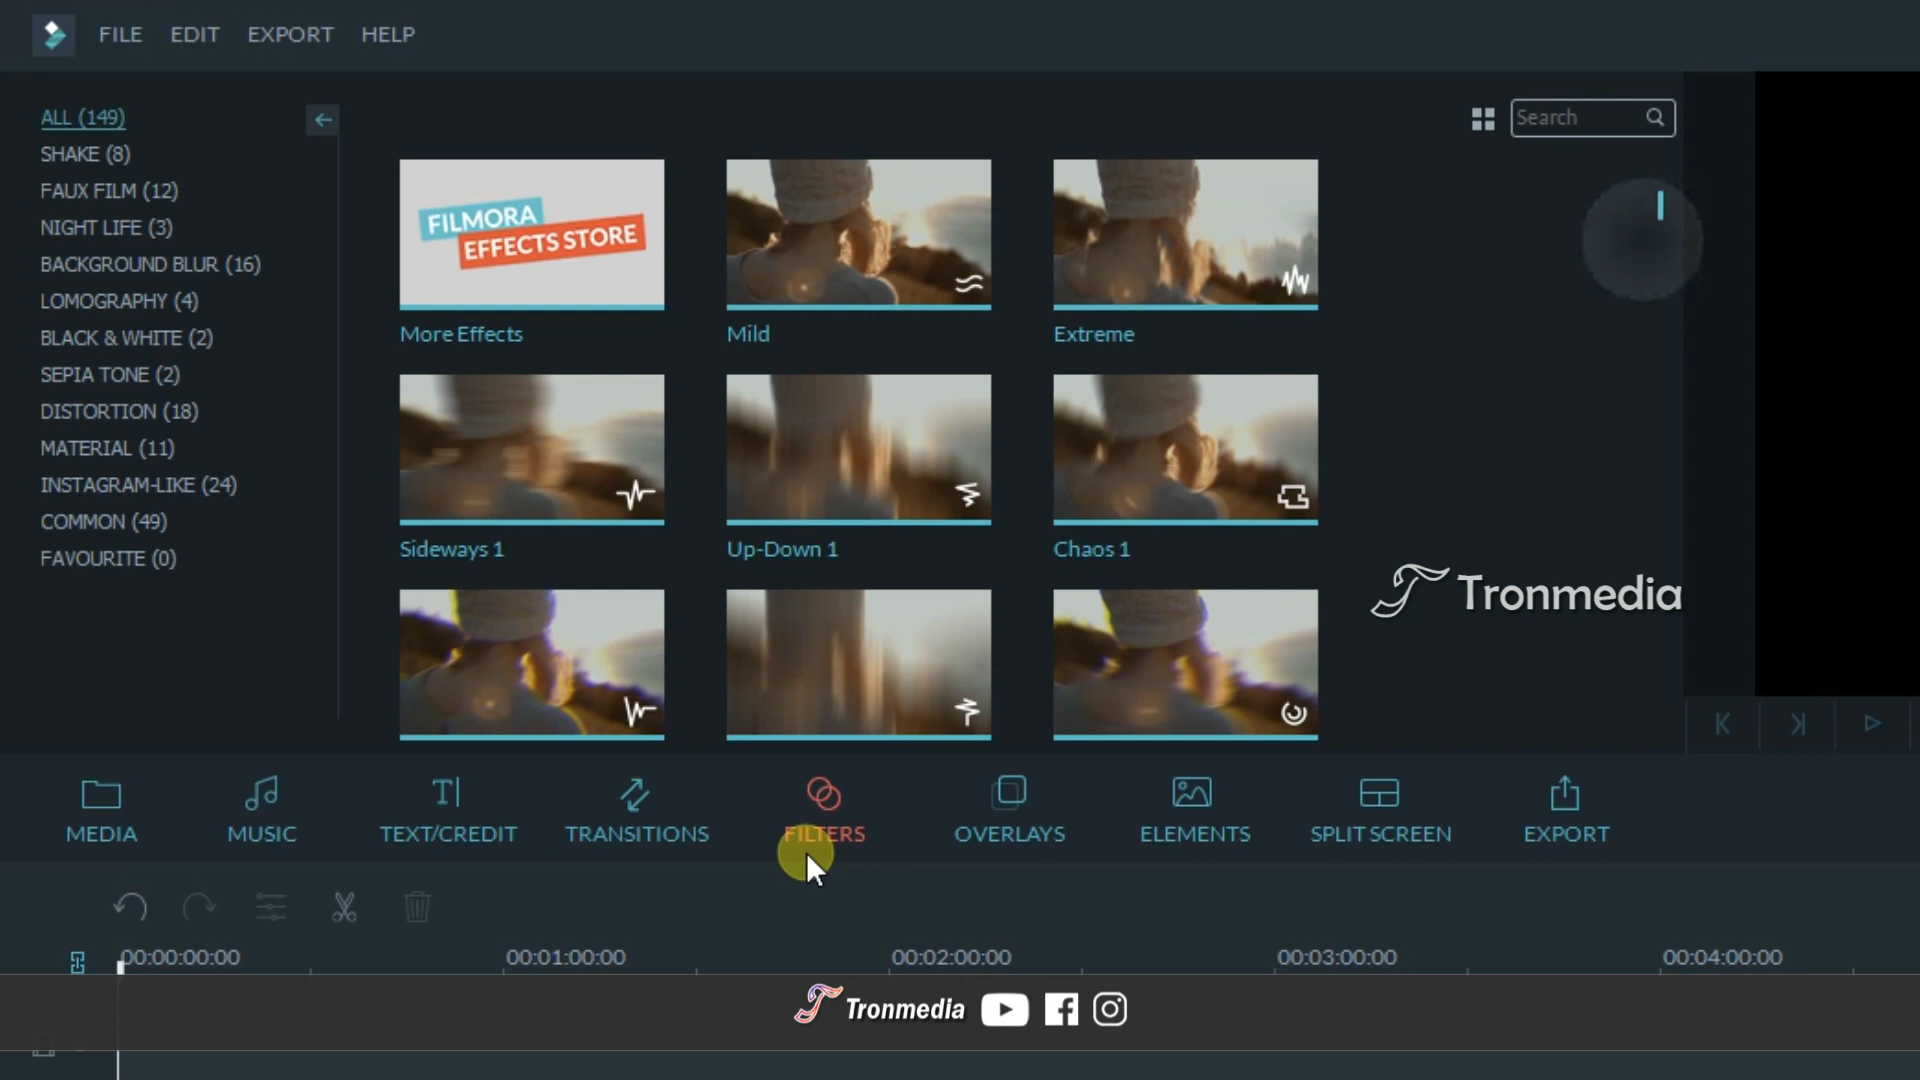 FILE EDIT EXPORT HELP
ALL (149)
SHAKE (8)
FAUX FILM (12)
NIGHT LIFE (3)
BACKGROUND BLUR (16)
LOMOGRAPHY (4)
BLACK & WHITE (2)
SEPIA TONE (2)
DISTORTION (18)
MATERIAL (11)
INSTAGRAM-LIKE (24)
COMMON (49)
FAVOURITE (0)
Search
FILMORA
EFFECTS STORE
More Effects Mild Extreme
Sideways 1 Up-Down 1 Chaos 1
Tronmedia
MEDIA MUSIC TEXT/CREDIT TRANSITIONS FILTERS OVERLAYS ELEMENTS SPLIT SCREEN EXPORT
00:00:00:00 00:01:00:00 00:02:00:00 00:03:00:00 00:04:00:00
Tronmedia